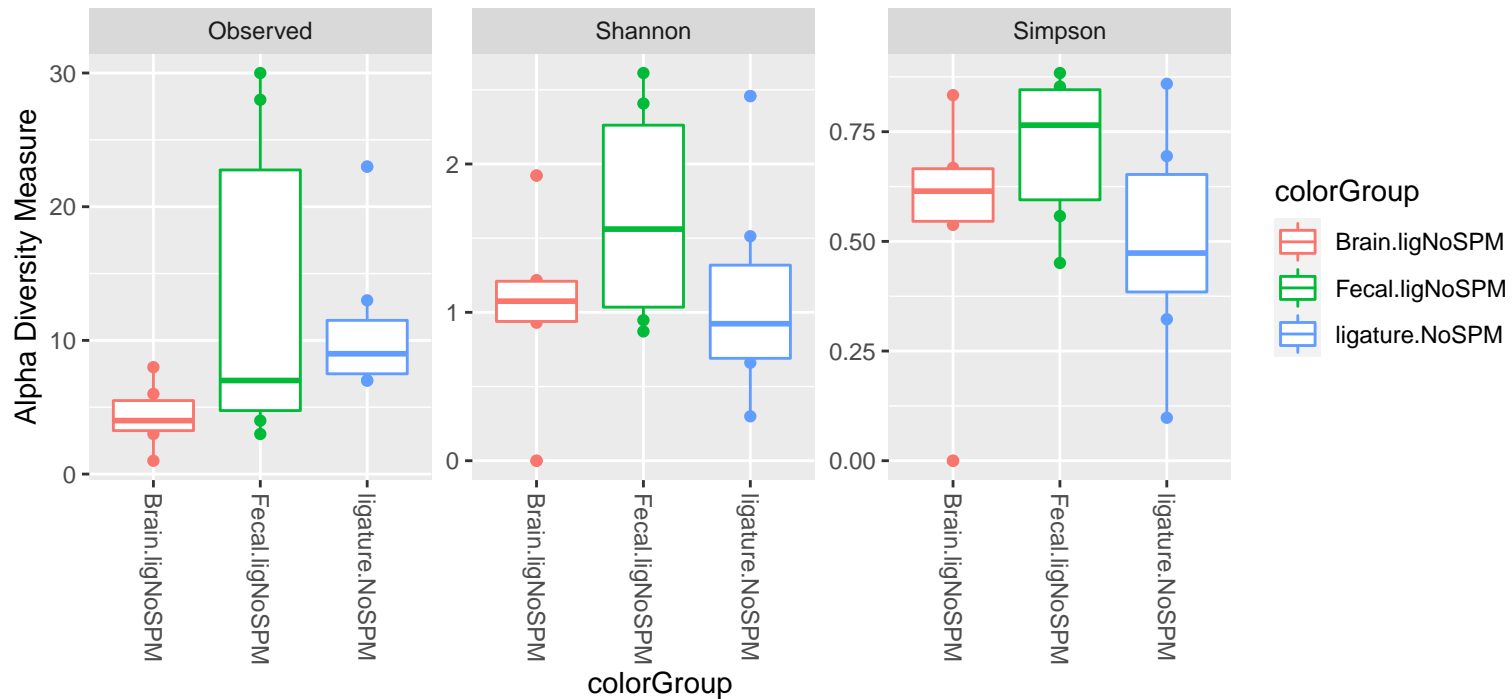 Observed
Shannon
Simpson
Alpha Diversity Measure
30
20
10
0
2
1
0
0.75
0.50
0.25
0.00
Brain.ligNoSPM
Fecal.ligNoSPM
ligature.NoSPM
Brain.ligNoSPM
Fecal.ligNoSPM
ligature.NoSPM
Brain.ligNoSPM
Fecal.ligNoSPM
ligature.NoSPM
colorGroup
colorGroup
Brain.ligNoSPM
Fecal.ligNoSPM
ligature.NoSPM